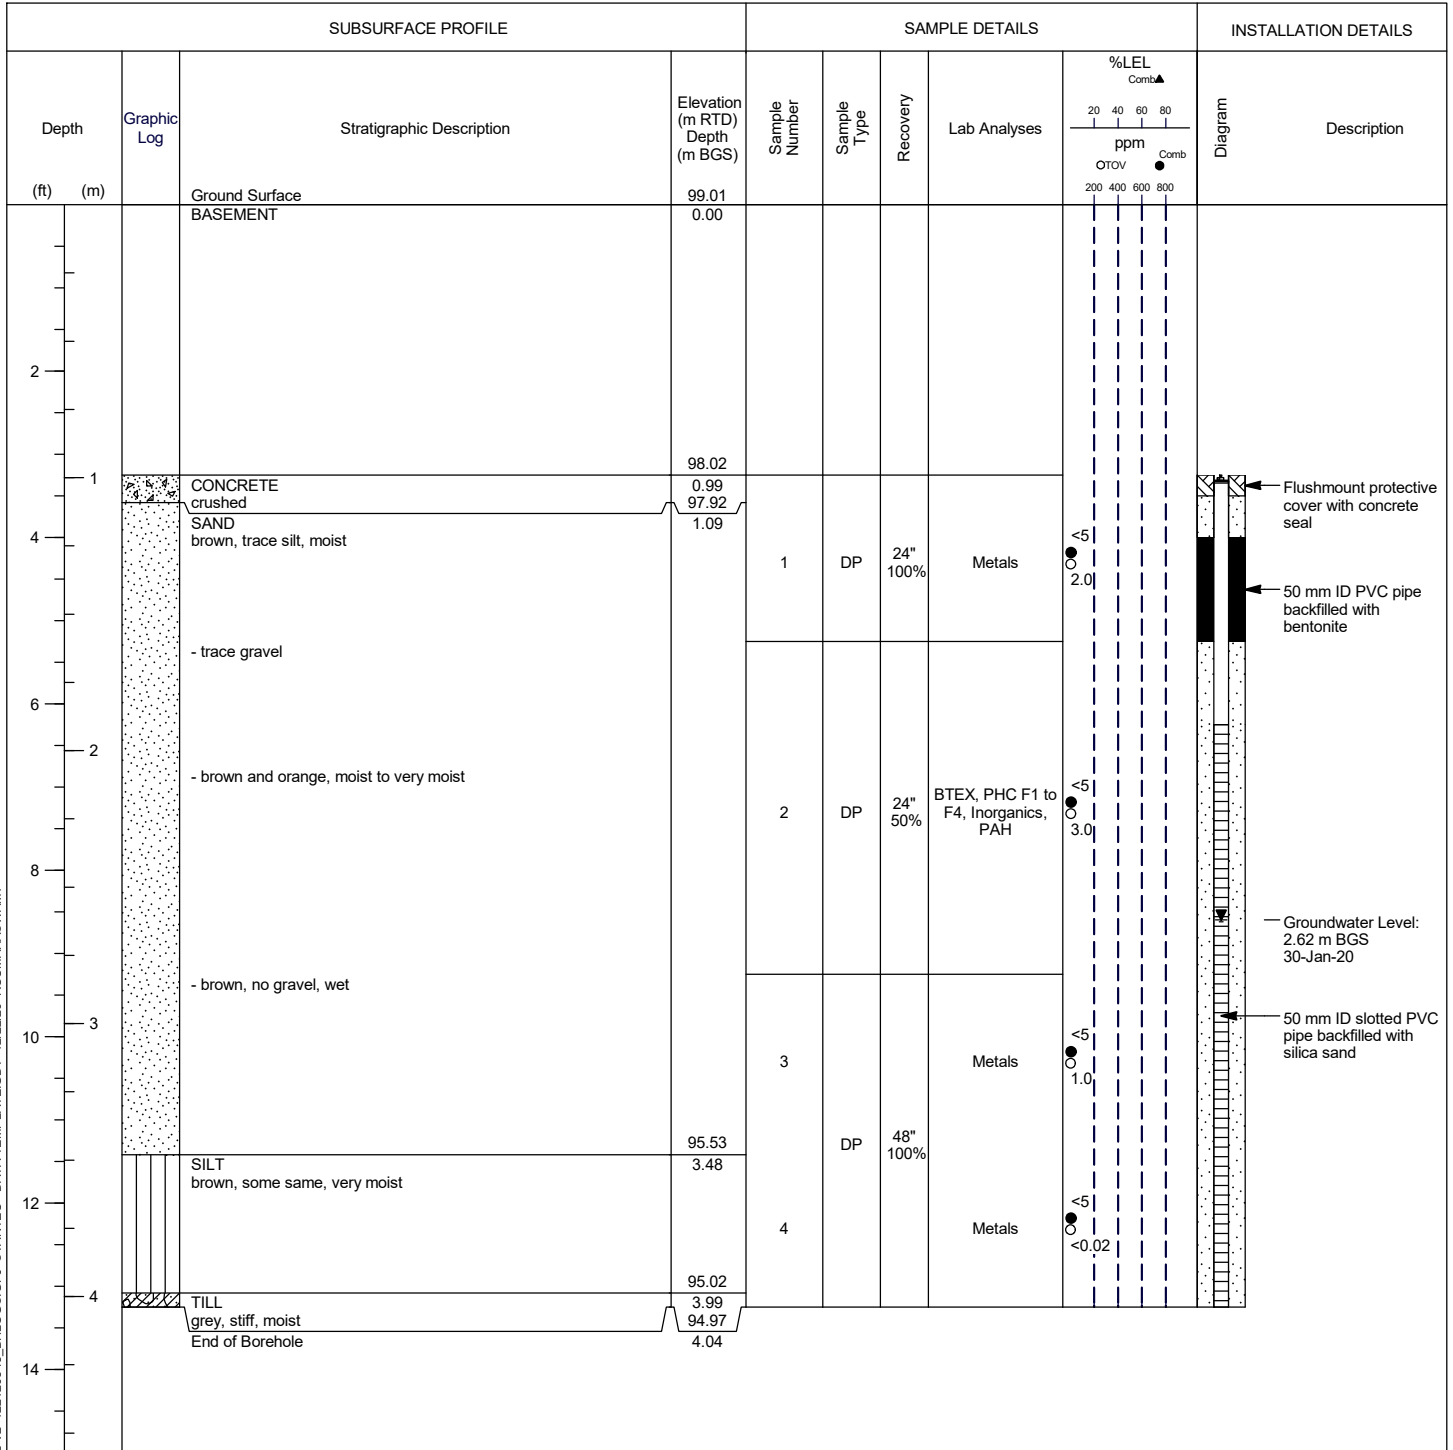 SUBSURFACE PROFILE
SAMPLE DETAILS
INSTALLATION DETAILS
Depth
(ft) (m)
Graphic
Log
Stratigraphic Description
Elevation
(m RTD)
Depth
(m BGS)
Sample
Number
Sample
Type
Recovery
Lab Analyses
%LEL
Comb
20 40 60 80
ppm
TOV
Comb
200 400 600 800
Diagram
Description
Ground Surface 99.01
BASEMENT 0.00
2
98.02
1
CONCRETE 0.99
crushed 97.92
SAND 1.09
brown, trace silt, moist
4
1
DP
24"
100%
Metals
<5
2.0
Flushmount protective
cover with concrete
seal
50 mm ID PVC pipe
backfilled with
bentonite
- trace gravel
6
2
- brown and orange, moist to very moist
2
DP
24"
50%
BTEX, PHC F1 to
F4, Inorganics,
PAH
<5
3.0
8
Groundwater Level:
2.62 m BGS
30-Jan-20
- brown, no gravel, wet
3
10
3
Metals
<5
1.0
50 mm ID slotted PVC
pipe backfilled with
silica sand
DP
48"
100%
95.53
SILT 3.48
brown, some same, very moist
12
4
Metals
<5
<0.02
95.02
4
TILL 3.99
grey, stiff, moist 94.97
End of Borehole 4.04
14